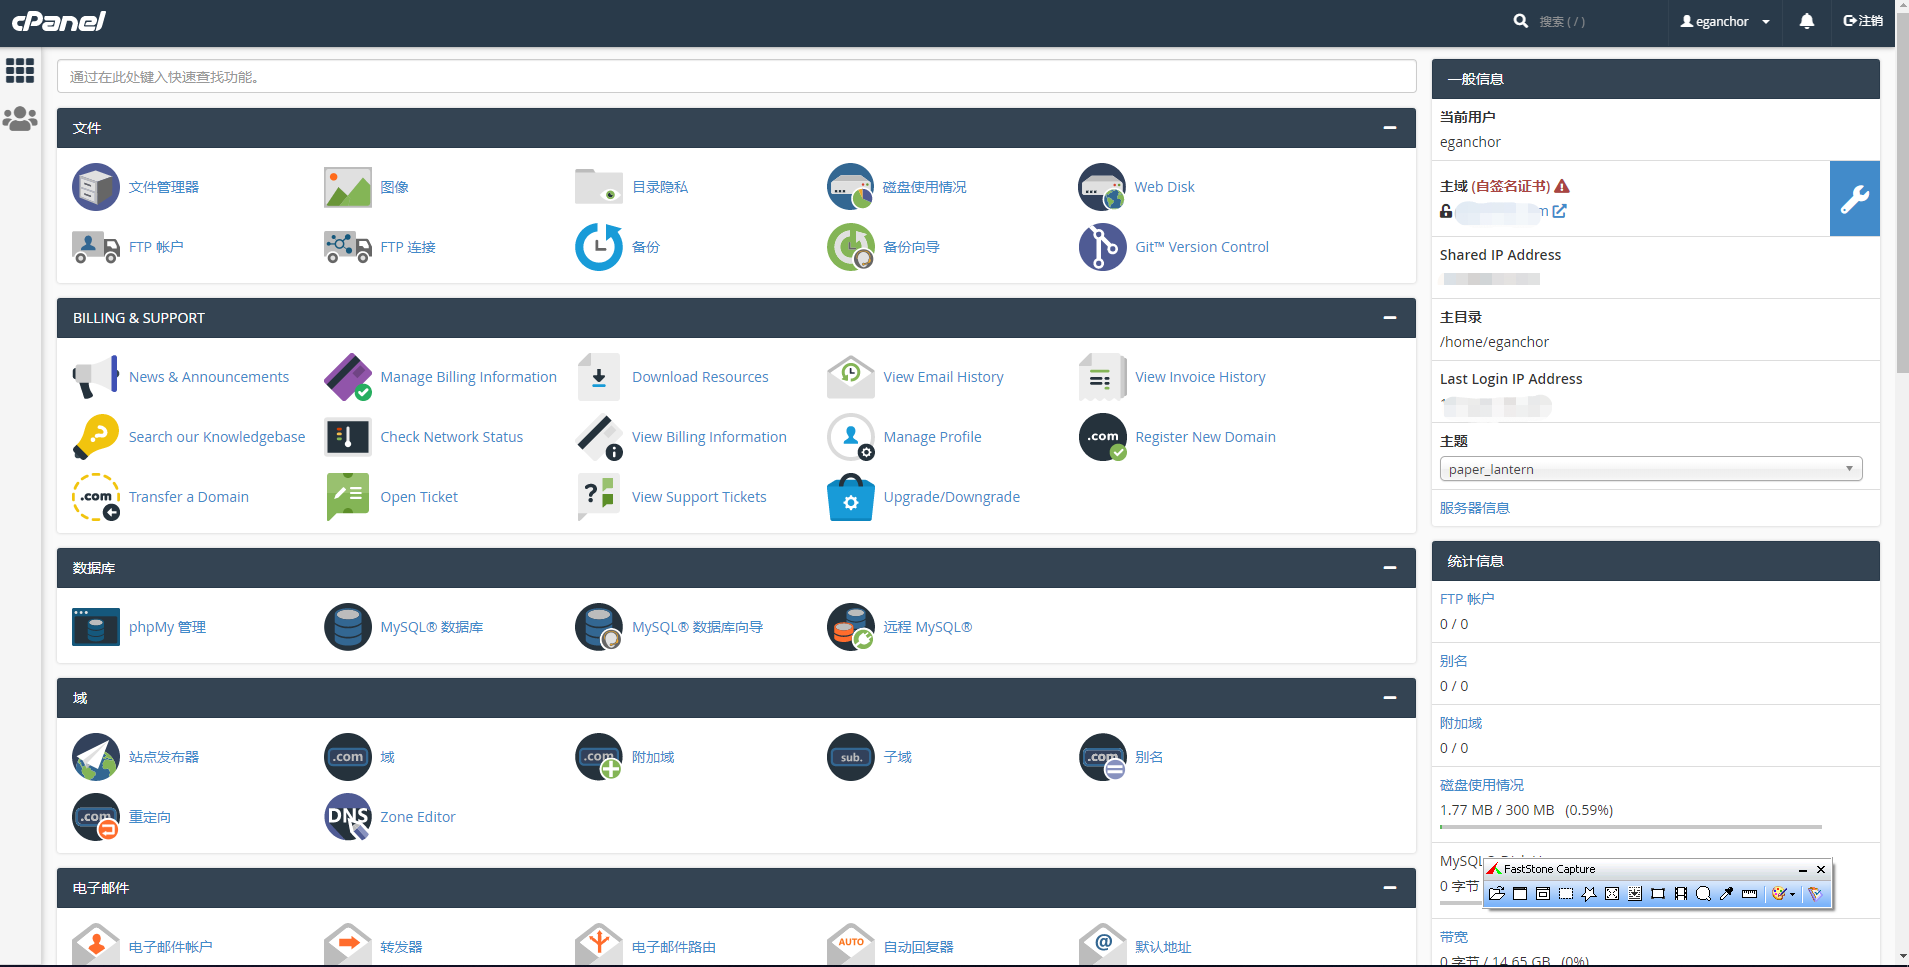 cPanel
搜索 ( / )
eganchor
注销
通过在此处键入快速查找功能。
文件
文件管理器
图像
目录隐私
磁盘使用情况
Web Disk
FTP 帐户
FTP 连接
备份
备份向导
Git™ Version Control
BILLING & SUPPORT
News & Announcements
Manage Billing Information
Download Resources
View Email History
View Invoice History
Search our Knowledgebase
Check Network Status
View Billing Information
Manage Profile
.com
Register New Domain
.com
Transfer a Domain
Open Ticket
View Support Tickets
Upgrade/Downgrade
数据库
phpMy 管理
MySQL® 数据库
MySQL® 数据库向导
远程 MySQL®
域
站点发布器
.com
域
.com
附加域
sub.
子域
.com
别名
.com
重定向
DNS
Zone Editor
电子邮件
电子邮件帐户
转发器
电子邮件路由
AUTO
自动回复器
@
默认地址
一般信息
当前用户
eganchor
主域 (自签名证书)
m
Shared IP Address
主目录
/home/eganchor
Last Login IP Address
主题
paper_lantern
服务器信息
统计信息
FTP 帐户
0 / 0
别名
0 / 0
附加域
0 / 0
磁盘使用情况
1.77 MB / 300 MB (0.59%)
MySQL®
0 字节
FastStone Capture
带宽
0 字节 / 14.65 GB (0%)